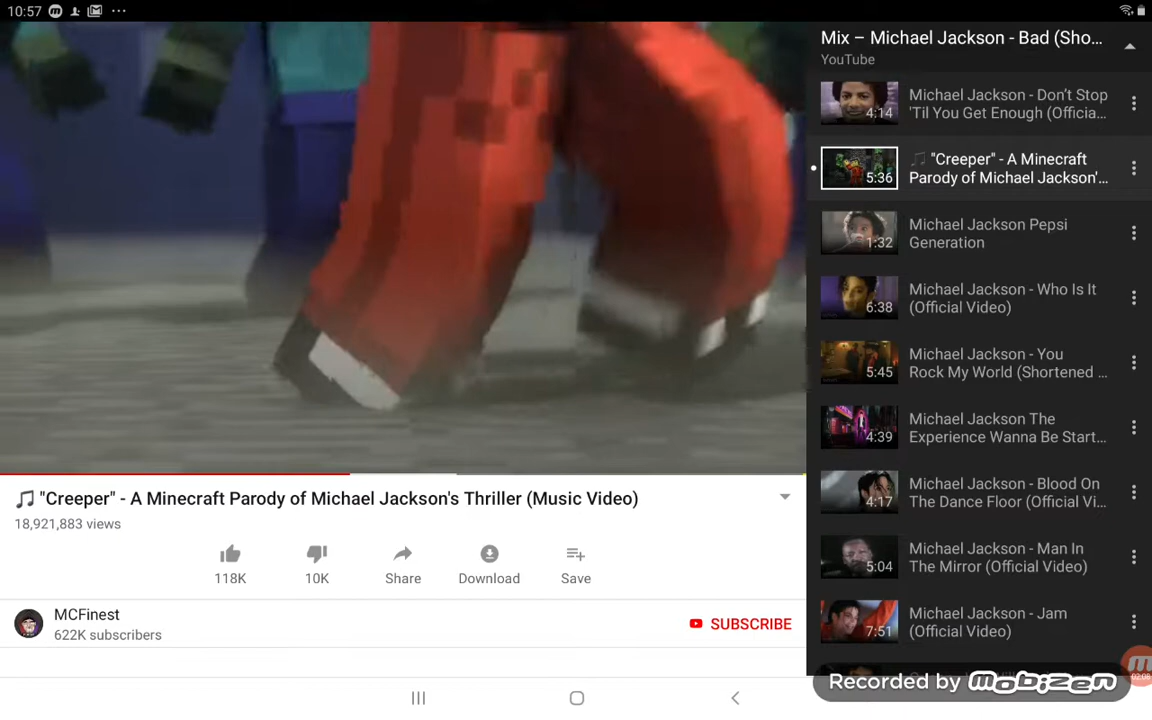 10:57
Mix – Michael Jackson - Bad (Sho...
YouTube
4:14
Michael Jackson - Don't Stop
'Til You Get Enough (Officia...
5:36
🎵 "Creeper" - A Minecraft
Parody of Michael Jackson'...
1:32
Michael Jackson Pepsi
Generation
6:38
Michael Jackson - Who Is It
(Official Video)
5:45
Michael Jackson - You
Rock My World (Shortened ...
4:39
Michael Jackson The
Experience Wanna Be Start...
4:17
Michael Jackson - Blood On
The Dance Floor (Official Vi...
5:04
Michael Jackson - Man In
The Mirror (Official Video)
7:51
Michael Jackson - Jam
(Official Video)
🎵 "Creeper" - A Minecraft Parody of Michael Jackson's Thriller (Music Video)
18,921,883 views
118K
10K
Share
Download
Save
MCFinest
622K subscribers
SUBSCRIBE
02:08
Recorded by mobizen